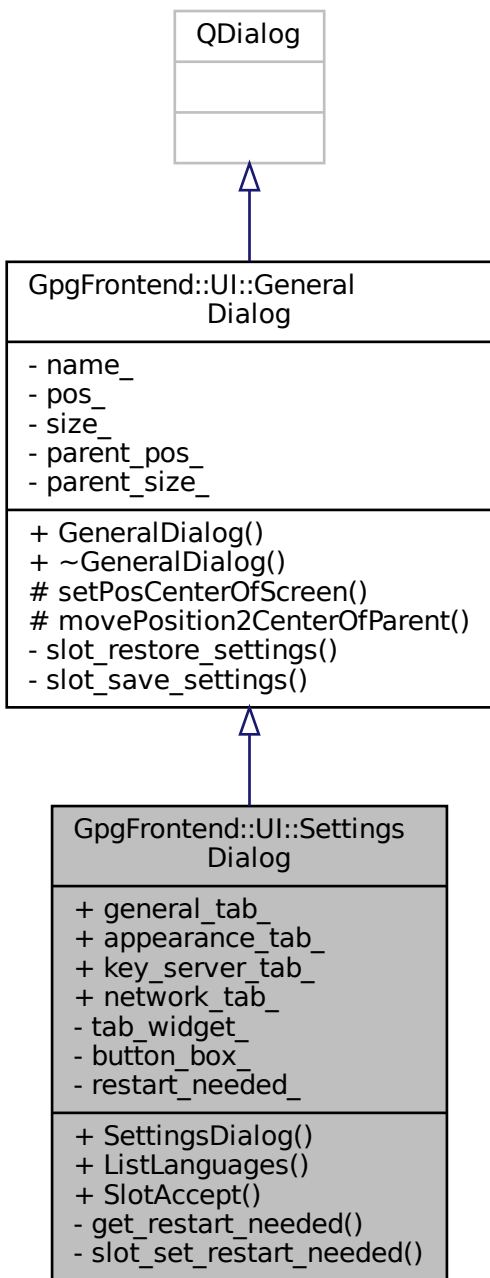 QDialog
GpgFrontend::UI::General
Dialog
- name_
- pos_
- size_
- parent_pos_
- parent_size_
+ GeneralDialog()
+ ~GeneralDialog()
# setPosCenterOfScreen()
# movePosition2CenterOfParent()
- slot_restore_settings()
- slot_save_settings()
GpgFrontend::UI::Settings
Dialog
+ general_tab_
+ appearance_tab_
+ key_server_tab_
+ network_tab_
- tab_widget_
- button_box_
- restart_needed_
+ SettingsDialog()
+ ListLanguages()
+ SlotAccept()
- get_restart_needed()
- slot_set_restart_needed()